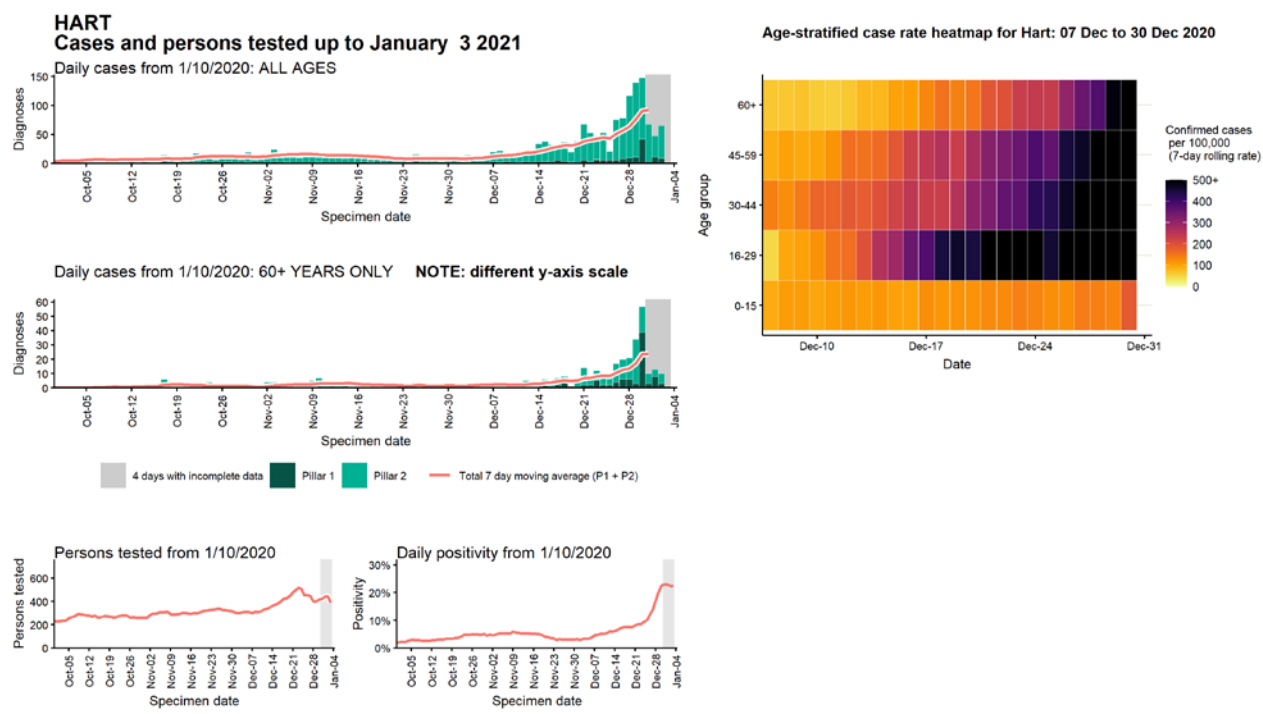 HART
Cases and persons tested up to January 3 2021
Daily cases from 1/10/2020: ALL AGES
150
100
50
0
Diagnoses
Oct-05
Oct-12
Oct-19
Oct-26
Nov-02
Nov-09
Nov-16
Nov-23
Nov-30
Dec-07
Dec-14
Dec-21
Dec-28
Jan-04
Specimen date
Daily cases from 1/10/2020: 60+ YEARS ONLY NOTE: different y-axis scale
60
50
40
30
20
10
0
Diagnoses
Oct-05
Oct-12
Oct-19
Oct-26
Nov-02
Nov-09
Nov-16
Nov-23
Nov-30
Dec-07
Dec-14
Dec-21
Dec-28
Jan-04
Specimen date
4 days with incomplete data
Pillar 1
Pillar 2
Total 7 day moving average (P1 + P2)
Persons tested from 1/10/2020
600
400
200
0
Persons tested
Oct-05
Oct-12
Oct-19
Oct-26
Nov-02
Nov-09
Nov-16
Nov-23
Nov-30
Dec-07
Dec-14
Dec-21
Dec-28
Jan-04
Specimen date
Daily positivity from 1/10/2020
30%
20%
10%
0%
Positivity
Oct-05
Oct-12
Oct-19
Oct-26
Nov-02
Nov-09
Nov-16
Nov-23
Nov-30
Dec-07
Dec-14
Dec-21
Dec-28
Jan-04
Specimen date
Age-stratified case rate heatmap for Hart: 07 Dec to 30 Dec 2020
60+
45-59
30-44
16-29
0-15
Age group
Dec-10
Dec-17
Dec-24
Dec-31
Date
Confirmed cases
per 100,000
(7-day rolling rate)
500+
400
300
200
100
0